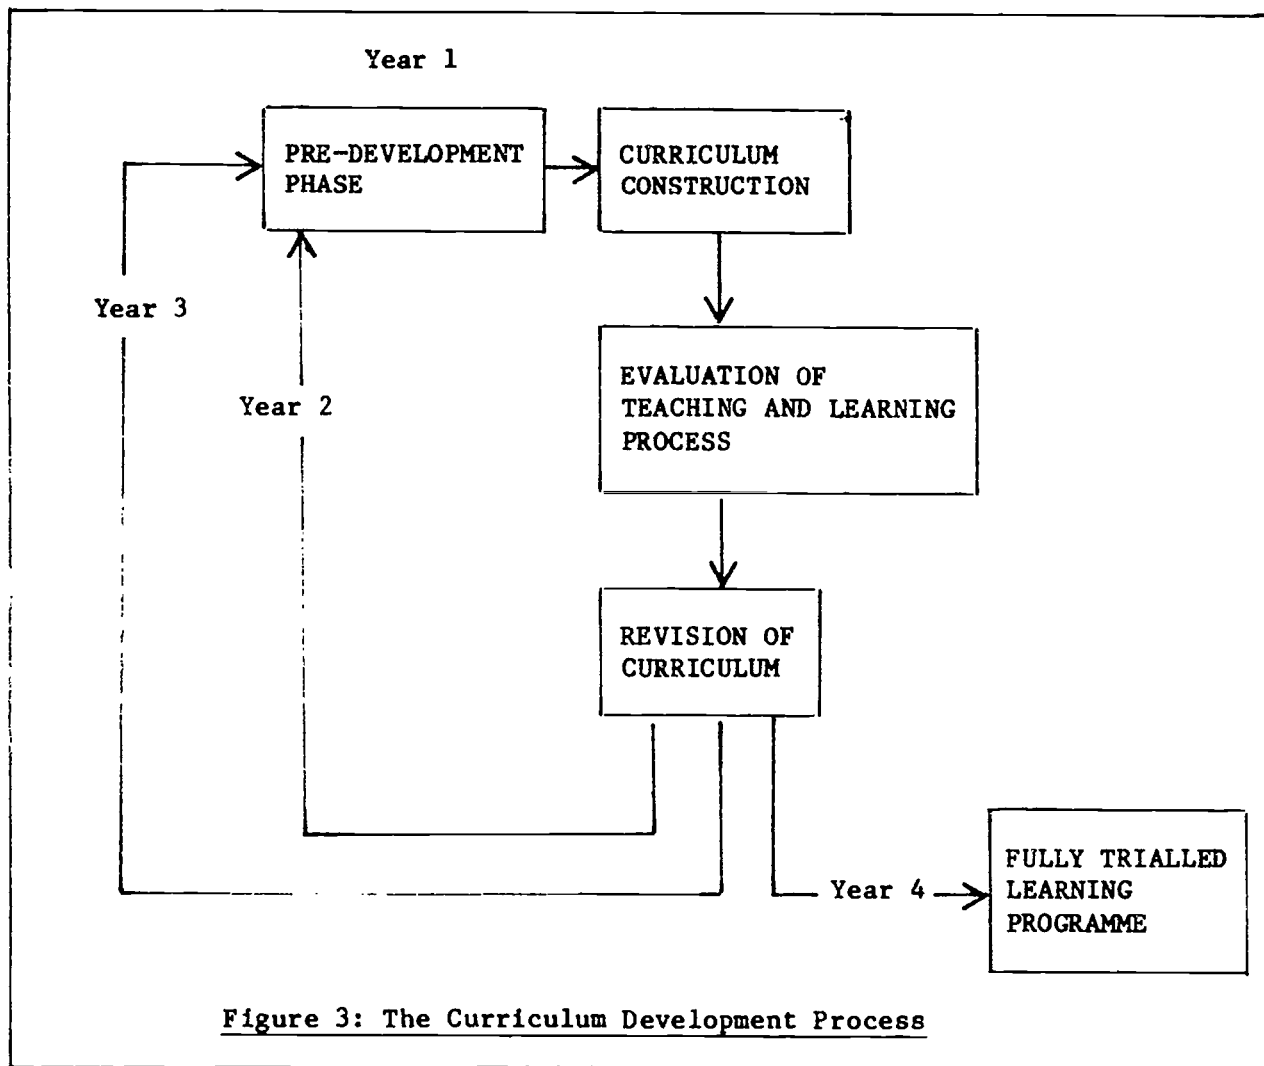 Year 1
PRE-DEVELOPMENT
PHASE
CURRICULUM
CONSTRUCTION
Year 3
Year 2
EVALUATION OF
TEACHING AND LEARNING
PROCESS
REVISION OF
CURRICULUM
Year 4
FULLY TRIALLED
LEARNING
PROGRAMME
Figure 3: The Curriculum Development Process